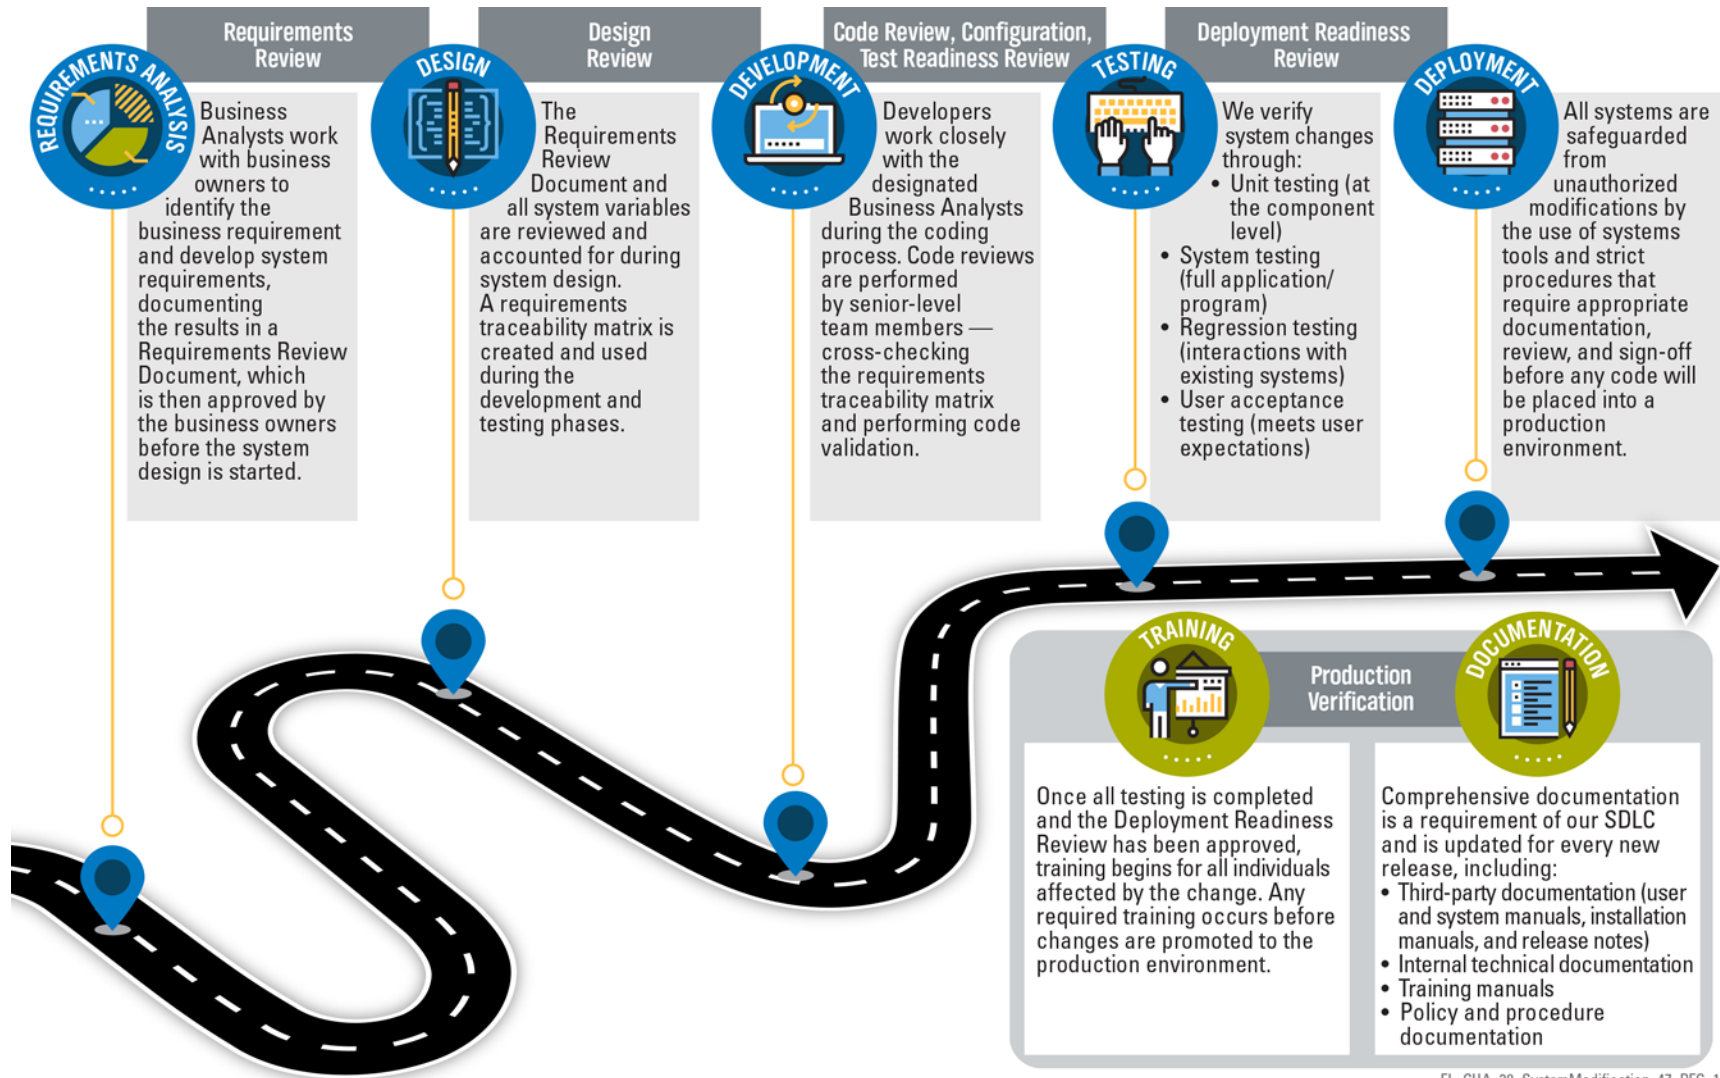 Requirements
Review
Design
Review
Code Review, Configuration,
Test Readiness Review
Deployment Readiness
Review
REQUIREMENTS ANALYSIS
Business
Analysts work
with business
owners to
identify the
business requirement
and develop system
requirements,
documenting
the results in a
Requirements Review
Document, which
is then approved by
the business owners
before the system
design is started.
DESIGN
The
Requirements
Review
Document and
all system variables
are reviewed and
accounted for during
system design.
A requirements
traceability matrix is
created and used
during the
development and
testing phases.
DEVELOPMENT
Developers
work closely
with the
designated
Business Analysts
during the coding
process. Code reviews
are performed
by senior-level
team members —
cross-checking
the requirements
traceability matrix
and performing code
validation.
TESTING
We verify
system changes
through:
• Unit testing (at
the component
level)
• System testing
(full application/
program)
• Regression testing
(interactions with
existing systems)
• User acceptance
testing (meets user
expectations)
DEPLOYMENT
All systems are
safeguarded
from
unauthorized
modifications by
the use of systems
tools and strict
procedures that
require appropriate
documentation,
review, and sign-off
before any code will
be placed into a
production
environment.
TRAINING
Production
Verification
DOCUMENTATION
Once all testing is completed
and the Deployment Readiness
Review has been approved,
training begins for all individuals
affected by the change. Any
required training occurs before
changes are promoted to the
production environment.
Comprehensive documentation
is a requirement of our SDLC
and is updated for every new
release, including:
• Third-party documentation (user
and system manuals, installation
manuals, and release notes)
• Internal technical documentation
• Training manuals
• Policy and procedure
documentation